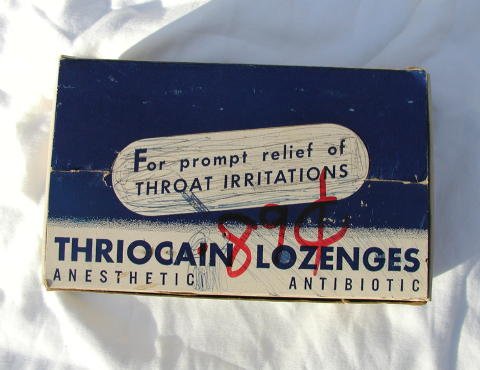 For prompt relief of
THROAT IRRITATIONS
89¢
THRIOCAIN LOZENGES
ANESTHETIC ANTIBIOTIC